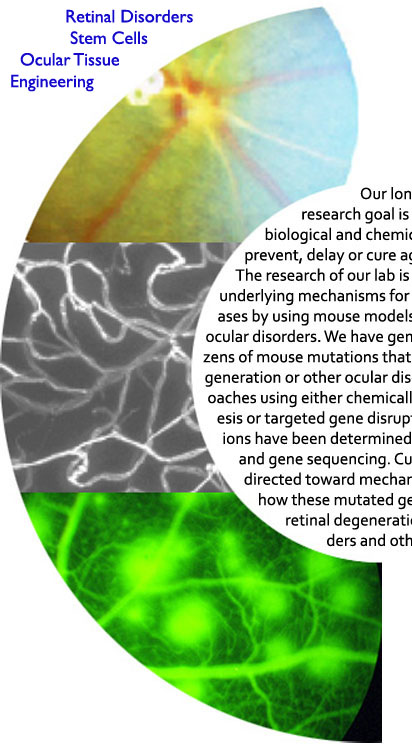 Retinal Disorders
Stem Cells
Ocular Tissue
Engineering
Our lon
research goal is
biological and chemic
prevent, delay or cure ag
The research of our lab is
underlying mechanisms for
ases by using mouse models
ocular disorders. We have gen
zens of mouse mutations that
generation or other ocular dis
oaches using either chemicall
esis or targeted gene disrupt
ions have been determined
and gene sequencing. Cu
directed toward mechan
how these mutated ge
retinal degenerati
ders and oth